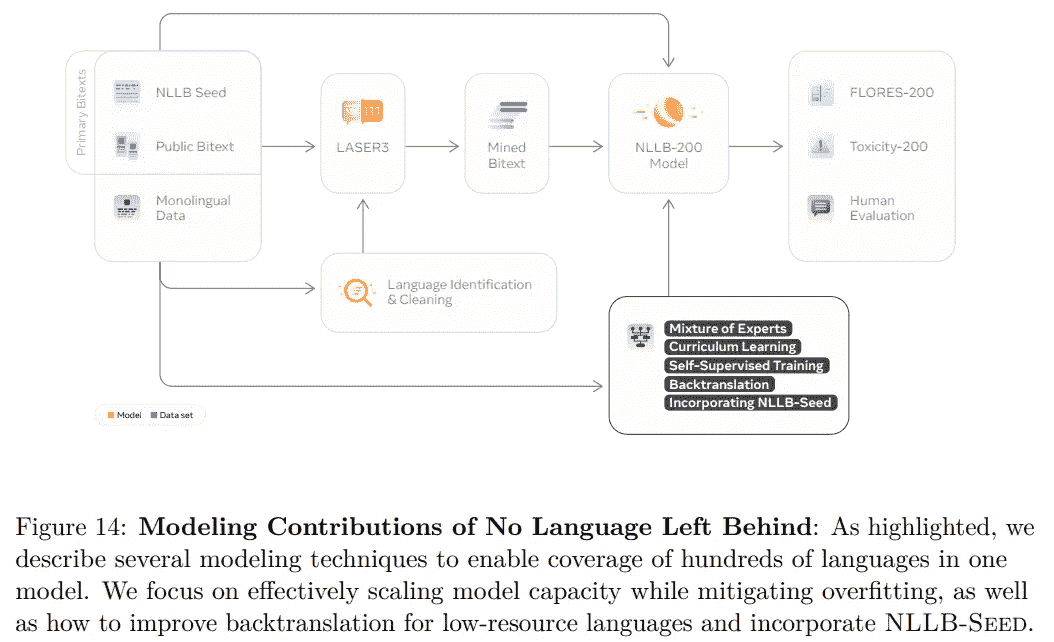 Primary Bitexts
NLLB Seed
Public Bitext
Monolingual
Data
LASER3
Mined
Bitext
NLLB-200
Model
FLORES-200
Toxicity-200
Human
Evaluation
Language Identification
& Cleaning
Mixture of Experts
Curriculum Learning
Self-Supervised Training
Backtranslation
Incorporating NLLB-Seed
Model Data set
Figure 14: Modeling Contributions of No Language Left Behind: As highlighted, we
describe several modeling techniques to enable coverage of hundreds of languages in one
model. We focus on effectively scaling model capacity while mitigating overfitting, as well
as how to improve backtranslation for low-resource languages and incorporate NLLB-SEED.